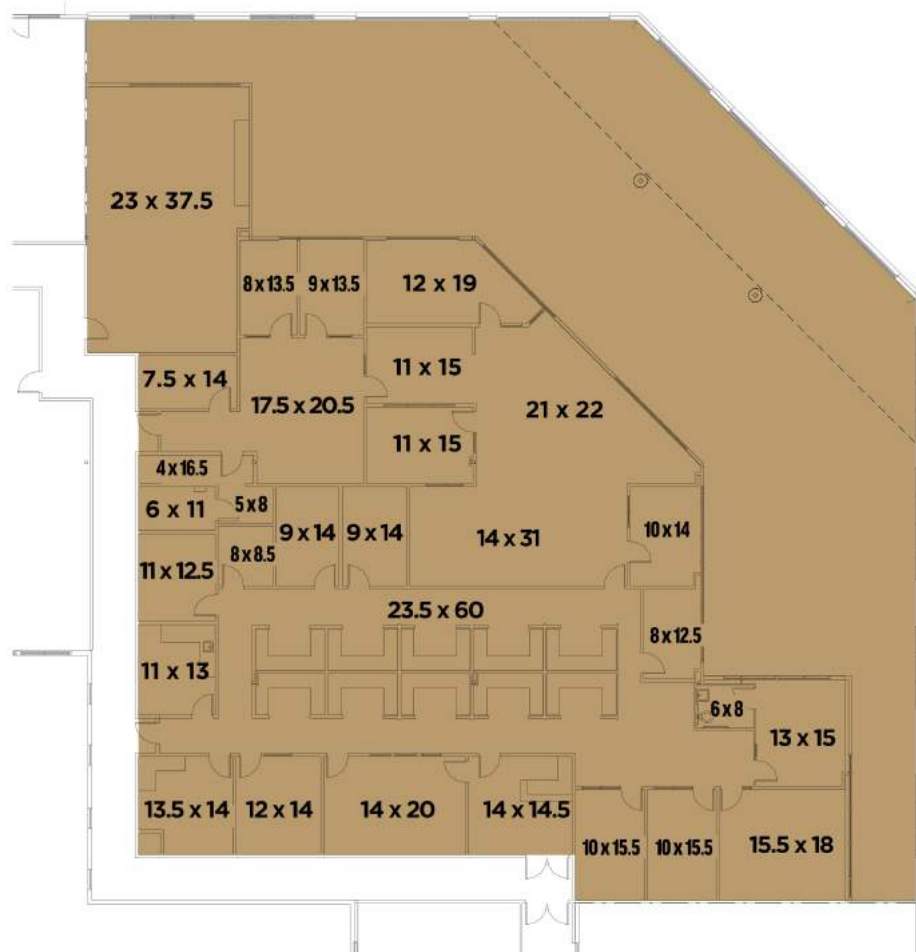 23 x 37.5
8 x 13.5
9 x 13.5
12 x 19
7.5 x 14
17.5 x 20.5
11 x 15
21 x 22
11 x 15
4 x 16.5
6 x 11
5 x 8
9 x 14
9 x 14
14 x 31
10 x 14
8 x 8.5
11 x 12.5
23.5 x 60
8 x 12.5
11 x 13
6 x 8
13 x 15
13.5 x 14
12 x 14
14 x 20
14 x 14.5
10 x 15.5
10 x 15.5
15.5 x 18